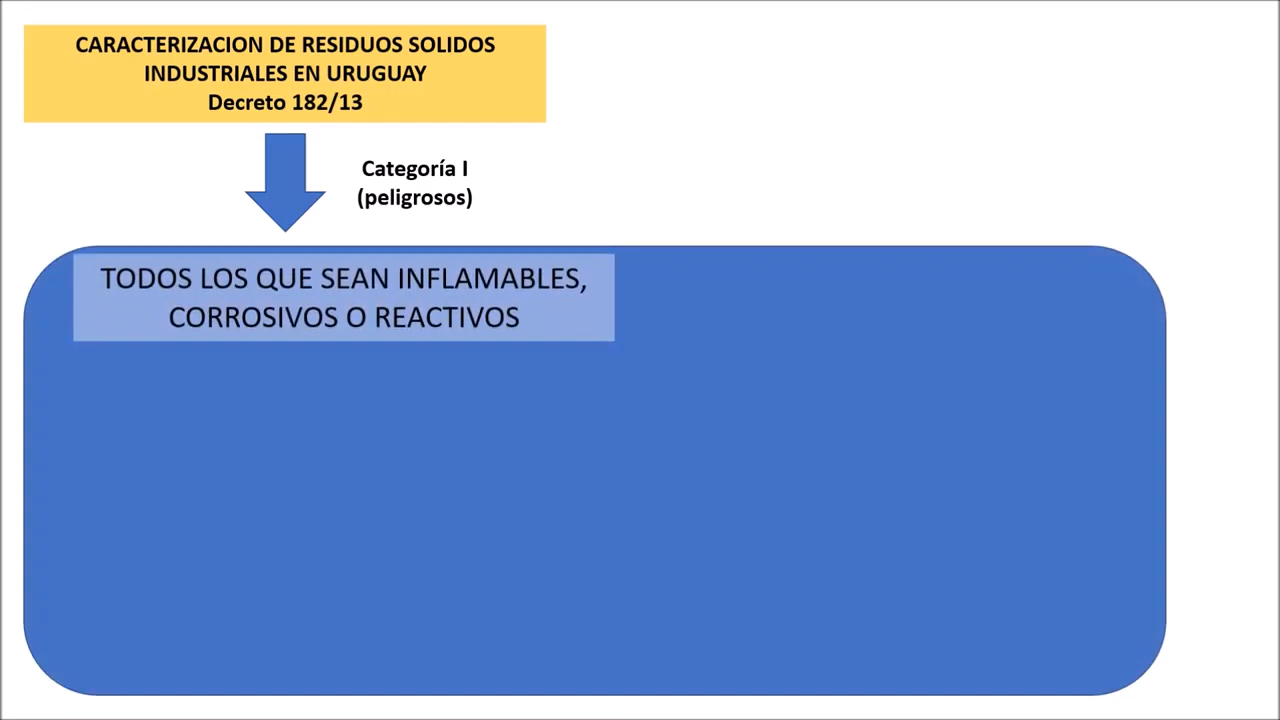 CARACTERIZACION DE RESIDUOS SOLIDOS
INDUSTRIALES EN URUGUAY
Decreto 182/13
Categoría I
(peligrosos)
TODOS LOS QUE SEAN INFLAMABLES,
CORROSIVOS O REACTIVOS